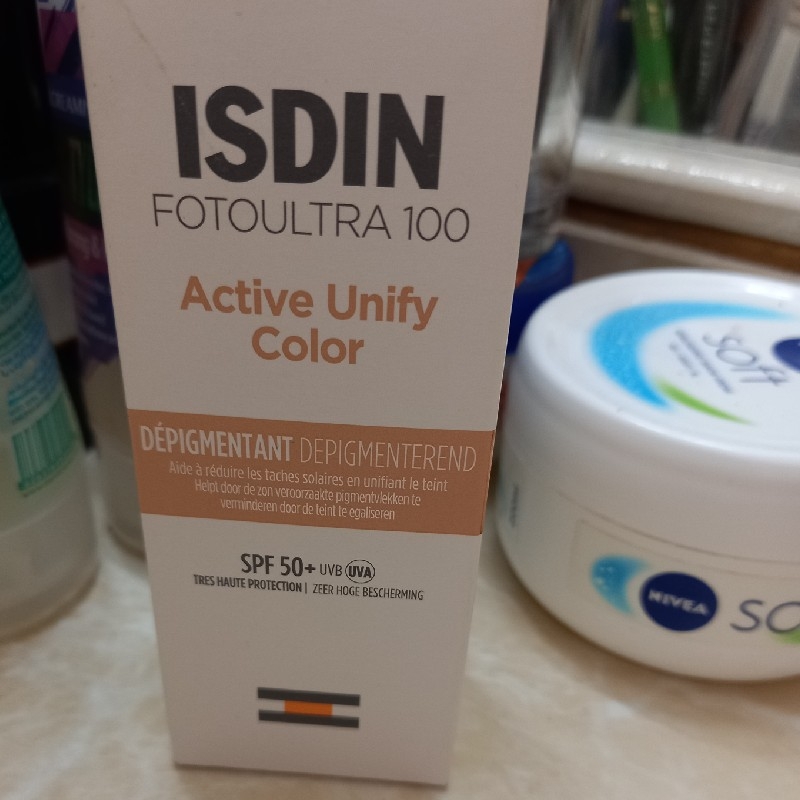 ISDIN
FOTOULTRA 100
Active Unify
Color
DÉPIGMENTANT DEPIGMENTEREND
Aide à réduire les taches solaires en unifiant le teint
Helpt door de zon veroorzaakte pigmentvlekken te
verminderen door de teint te egaliseren
SPF 50+ UVB UVA
TRES HAUTE PROTECTION | ZEER HOGE BESCHERMING
soft
NIVEA